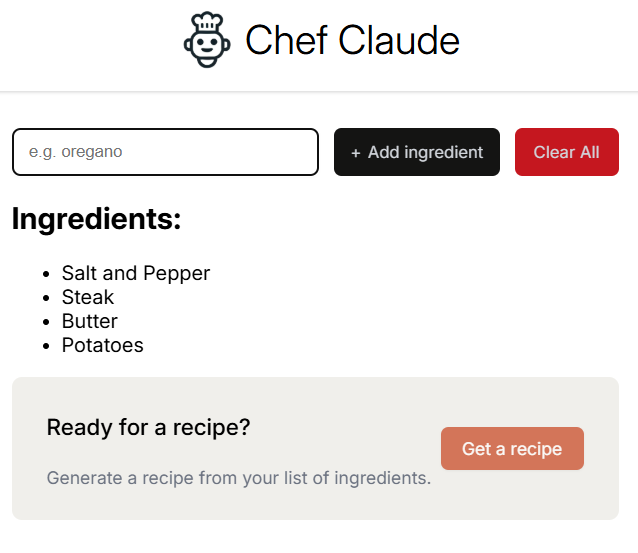 Chef Claude
e.g. oregano
+ Add ingredient
Clear All
Ingredients:
Salt and Pepper
Steak
Butter
Potatoes
Ready for a recipe?
Generate a recipe from your list of ingredients.
Get a recipe